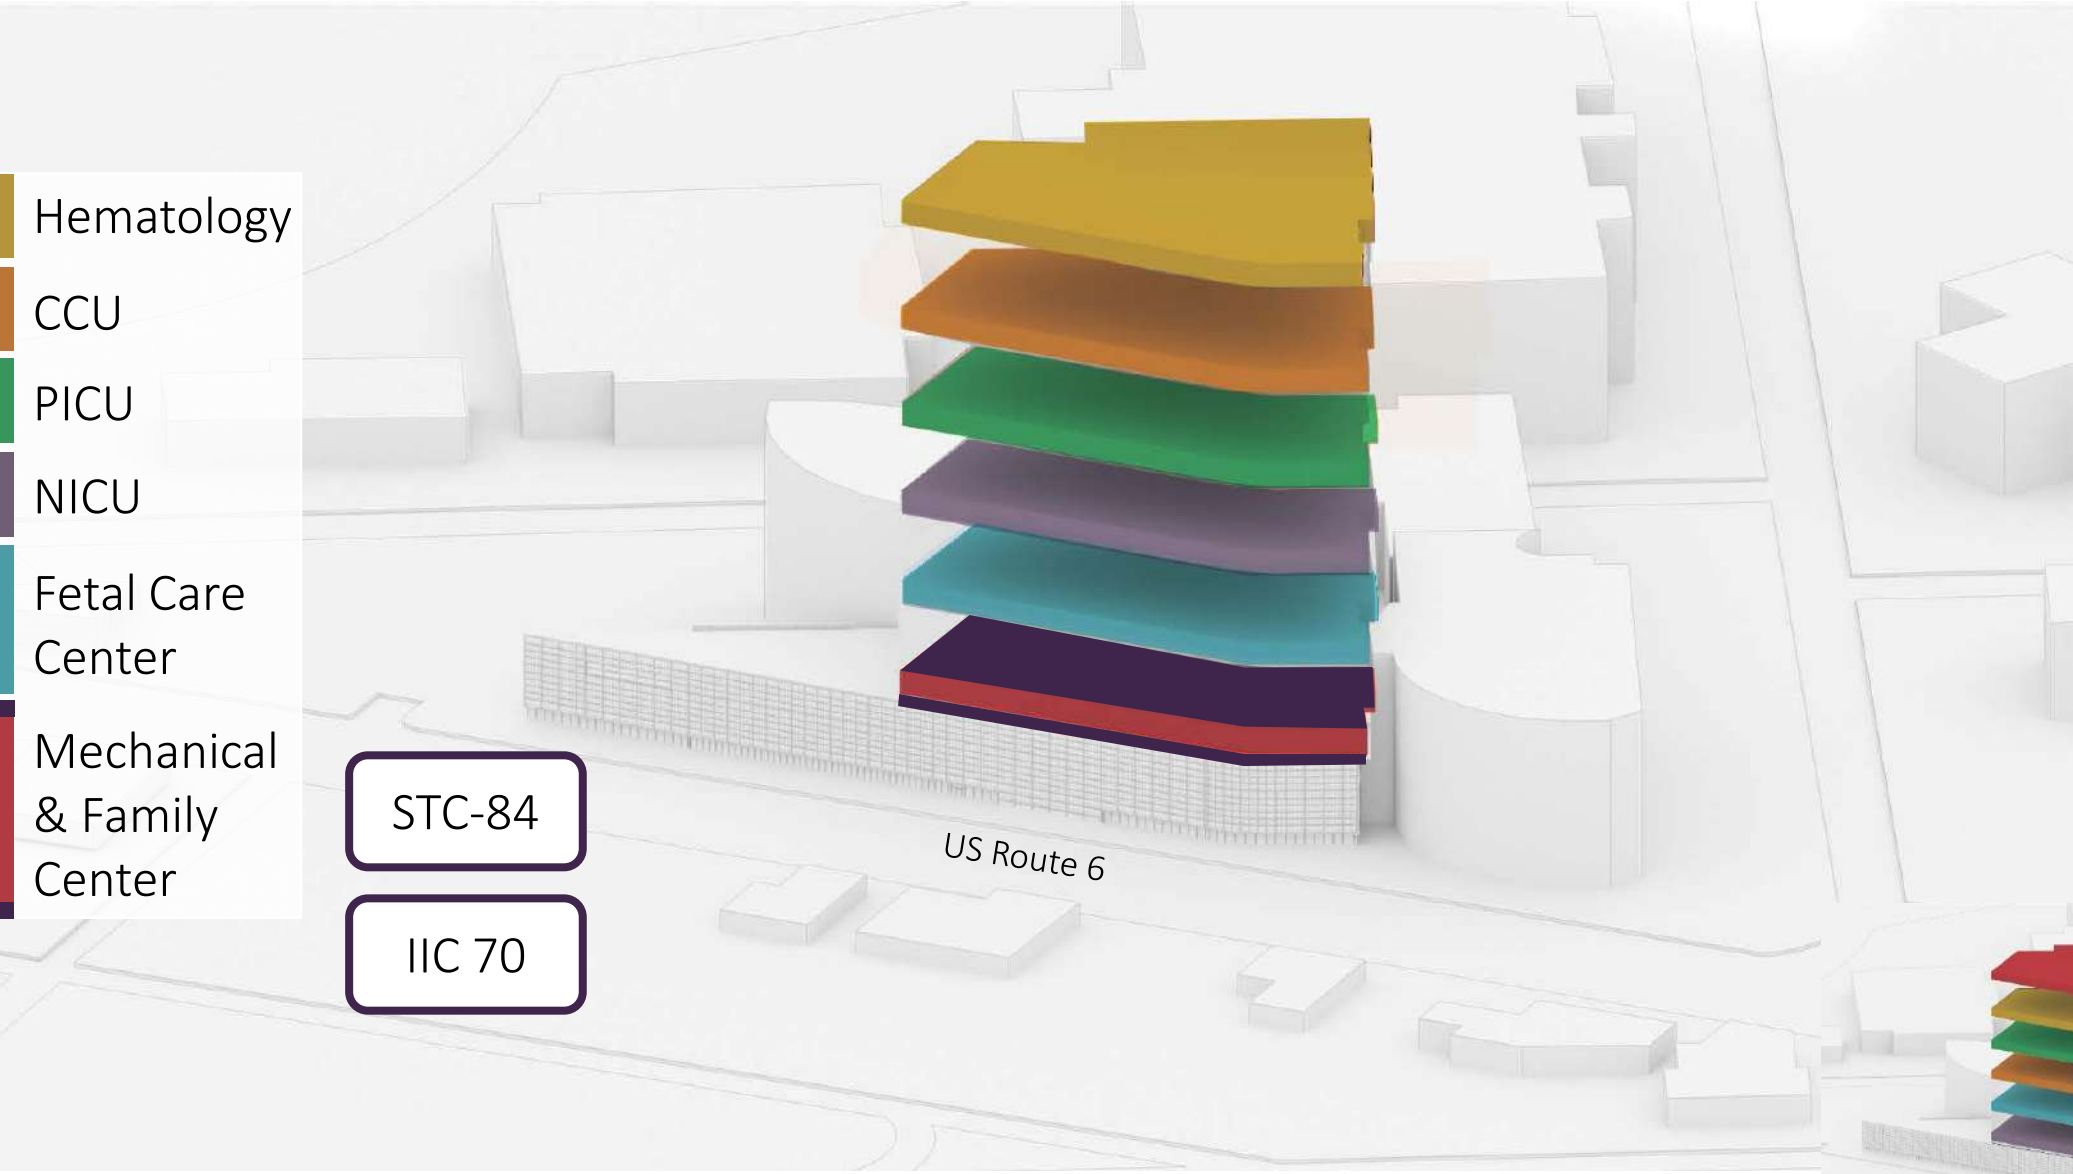 Hematology
CCU
PICU
NICU
Fetal Care
Center
Mechanical
& Family
Center
STC-84
IIC 70
US Route 6